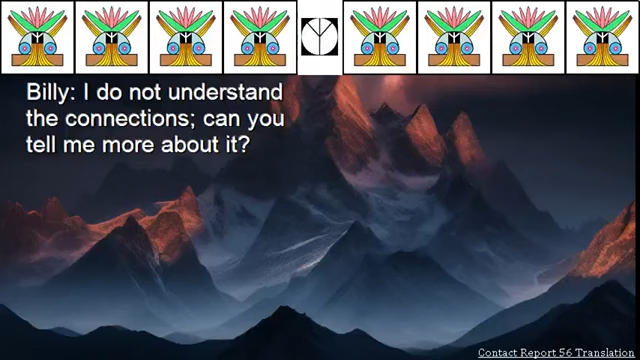 Billy: I do not understand
the connections; can you
tell me more about it?
Contact Report 56 Translation